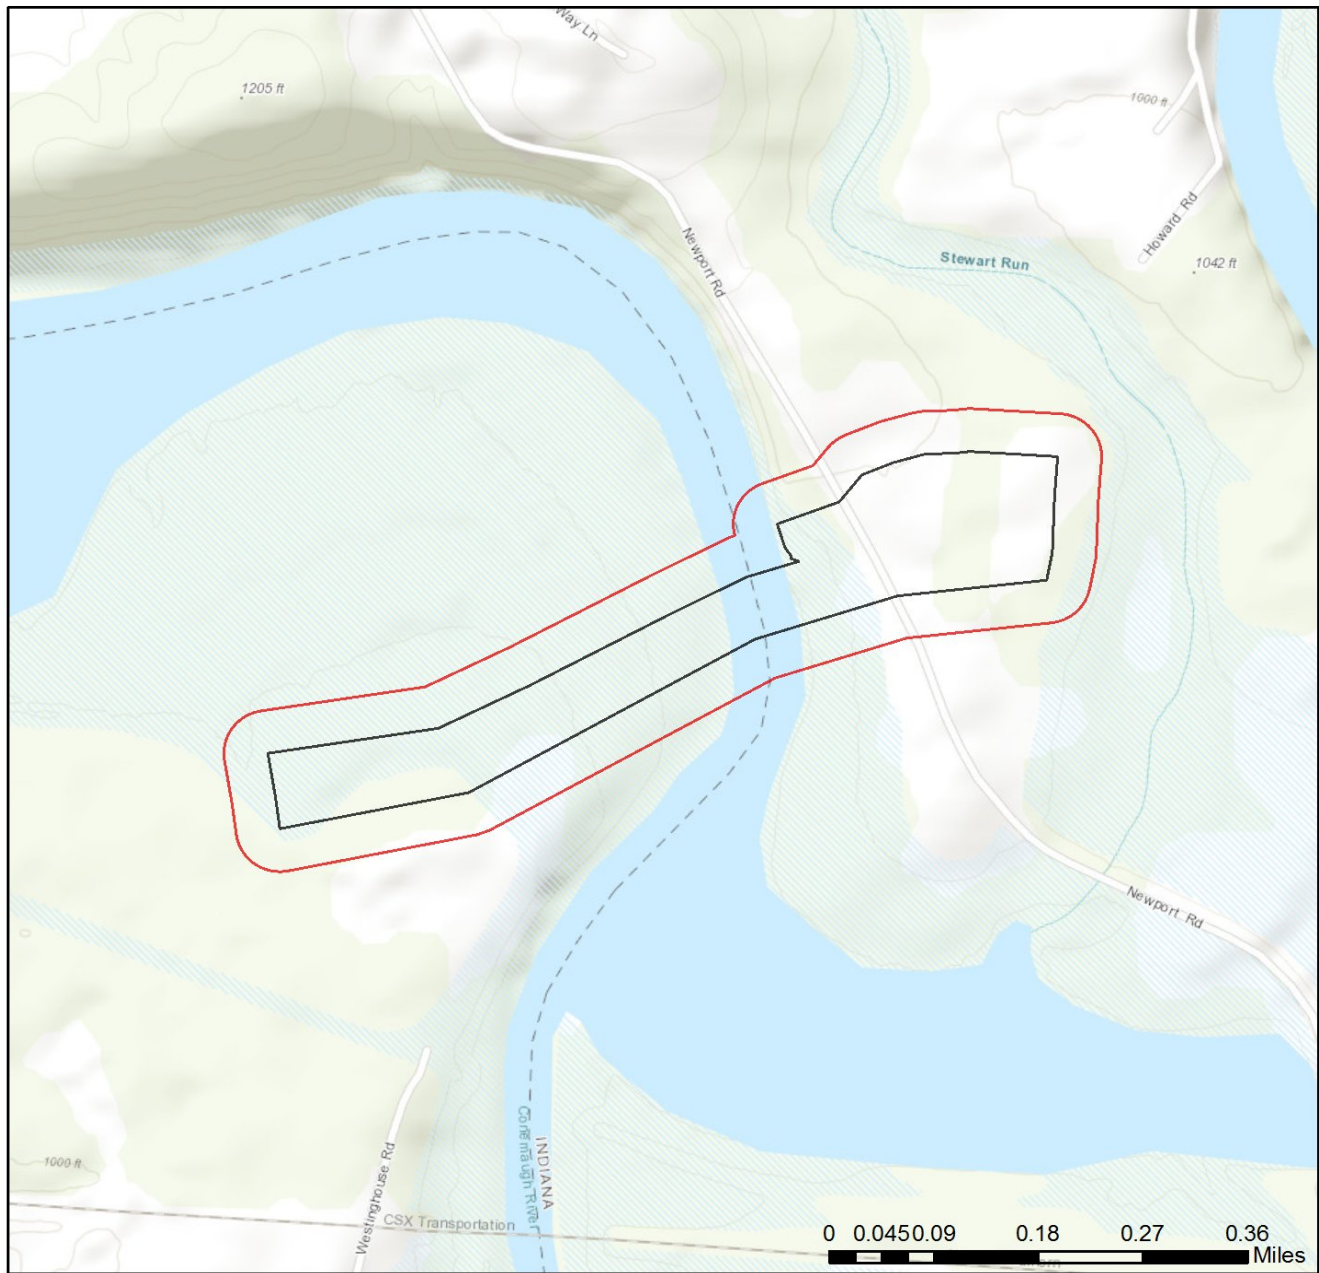 Way Ln
1205 ft
1000 ft
Howard Rd
Newport Rd
Stewart Run
1042 ft
Newport Rd
Conemaugh River
INDIANA
1000 ft
Westinghouse Rd
CSX Transportation
0 0.045 0.09 0.18 0.27 0.36
Miles